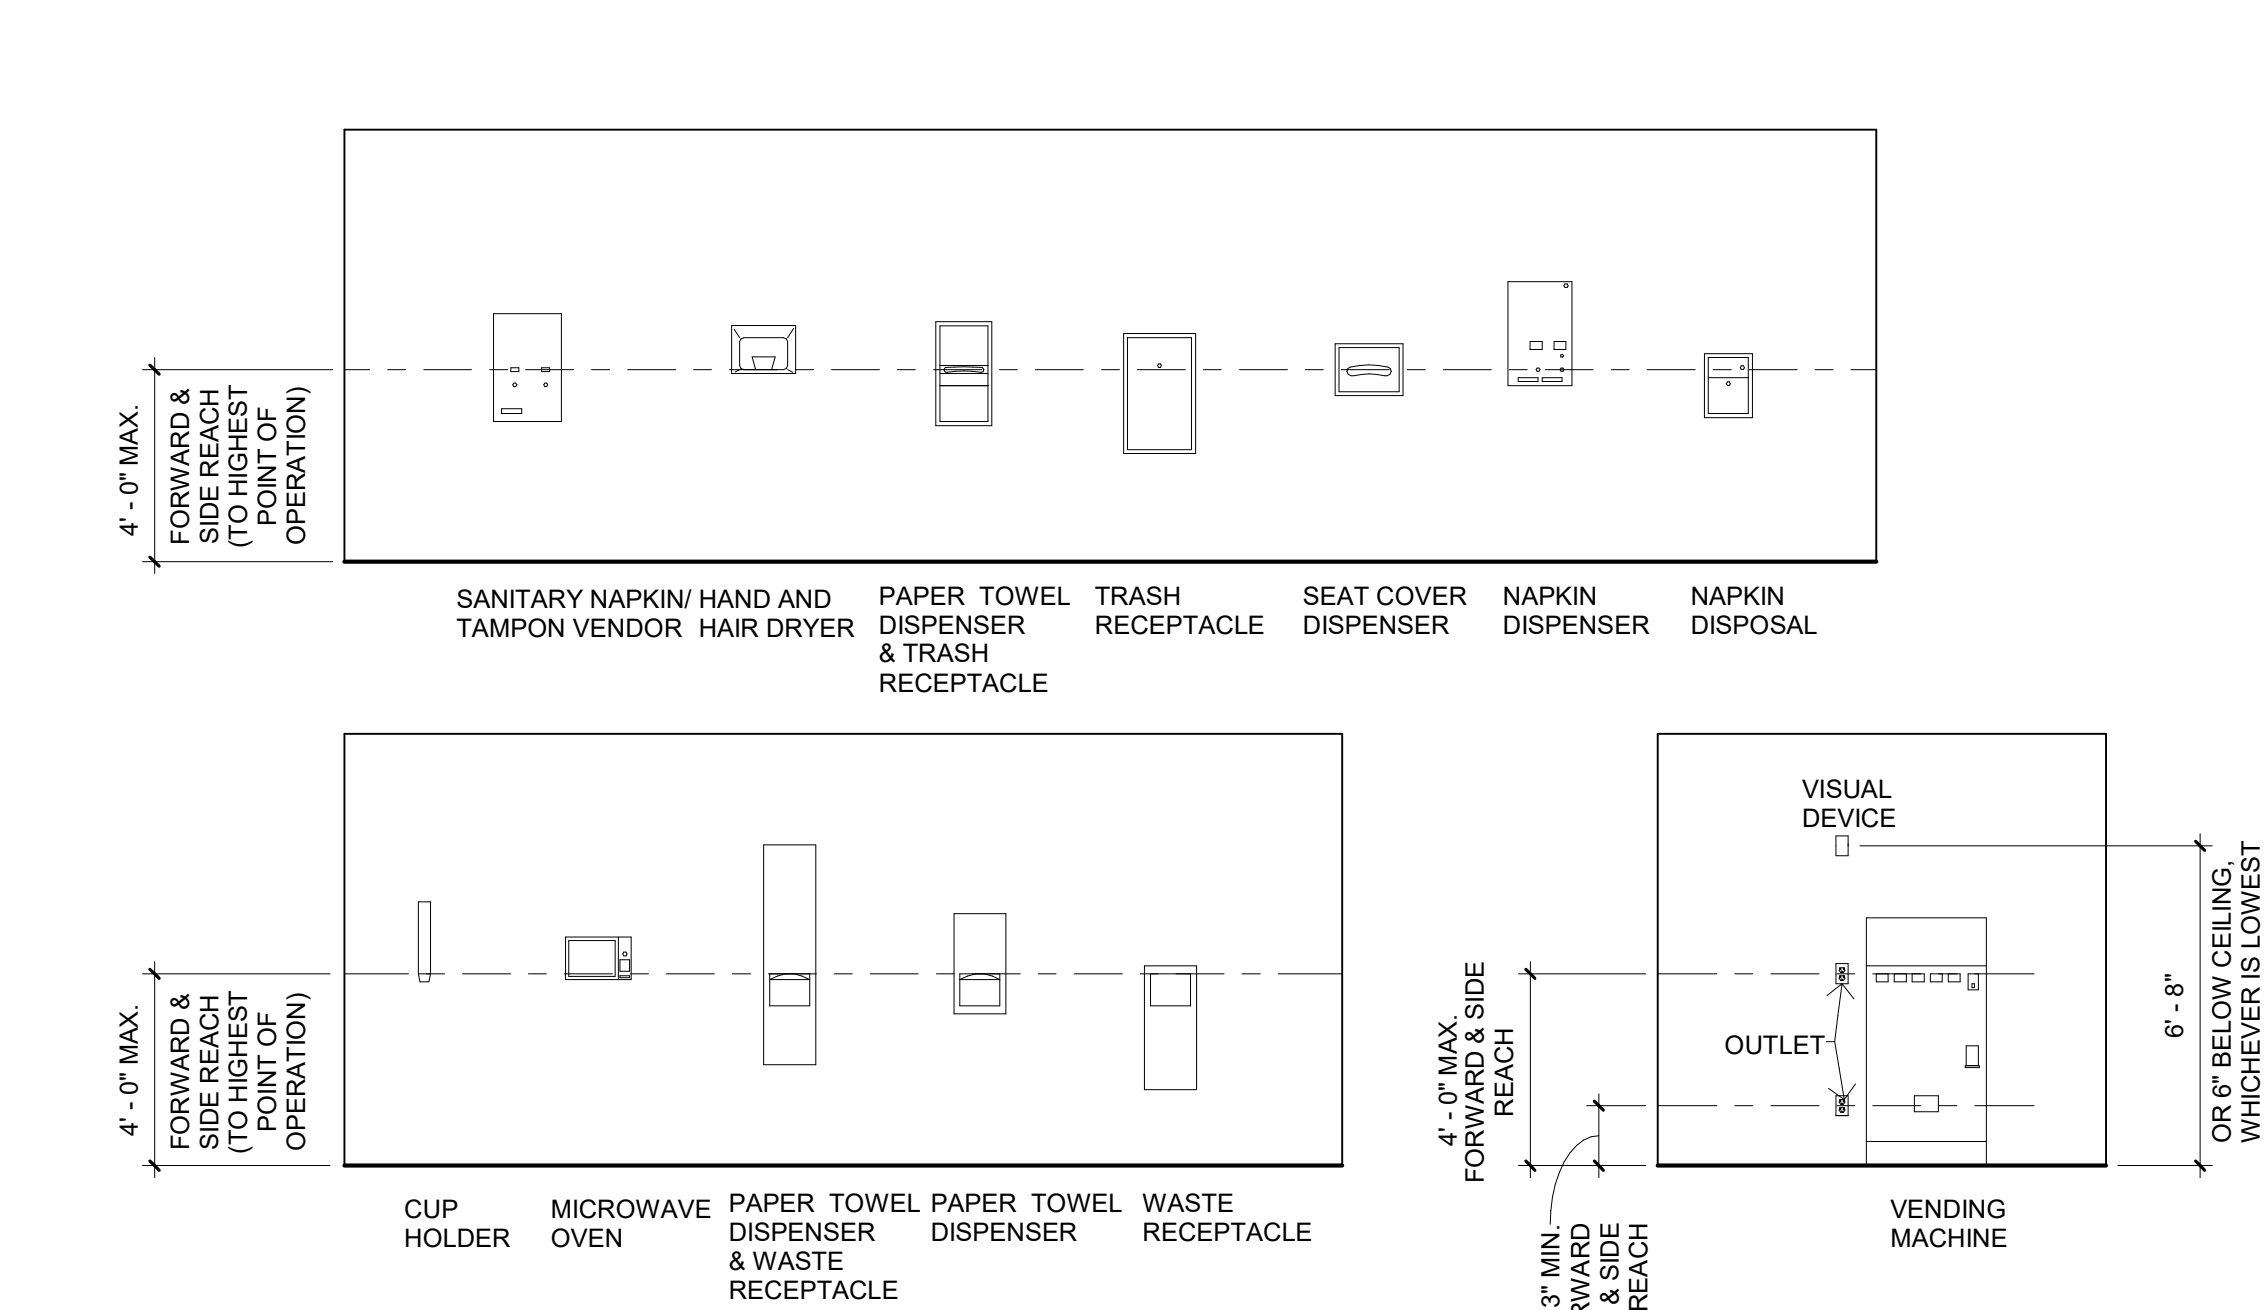 4' - 0" MAX.
FORWARD &
SIDE REACH
(TO HIGHEST
POINT OF
OPERATION)
SANITARY NAPKIN/
TAMPON VENDOR
HAND AND
HAIR DRYER
PAPER TOWEL
DISPENSER
& TRASH
RECEPTACLE
TRASH
RECEPTACLE
SEAT COVER
DISPENSER
NAPKIN
DISPENSER
NAPKIN
DISPOSAL
4' - 0" MAX.
FORWARD &
SIDE REACH
(TO HIGHEST
POINT OF
OPERATION)
CUP
HOLDER
MICROWAVE
OVEN
PAPER TOWEL
DISPENSER
& WASTE
RECEPTACLE
PAPER TOWEL
DISPENSER
WASTE
RECEPTACLE
4' - 0" MAX.
FORWARD & SIDE
REACH
3" MIN.
& SIDE
REACH
VISUAL
DEVICE
OUTLET
6' - 8"
OR 6" BELOW CEILING,
WHICHEVER IS LOWEST
VENDING
MACHINE